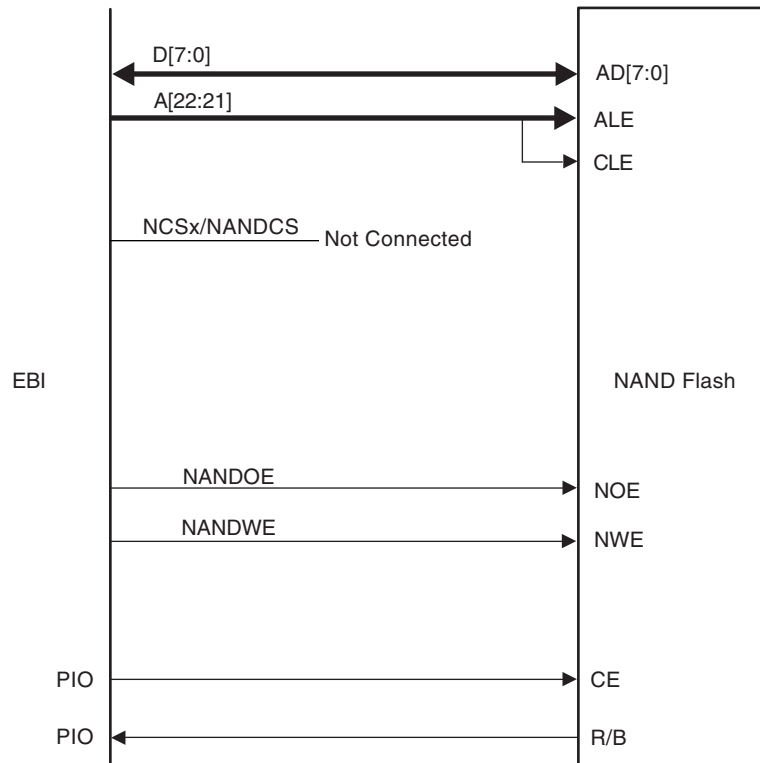 D[7:0]
AD[7:0]
A[22:21]
ALE
CLE
NCSx/NANDCS
Not Connected
EBI
NAND Flash
NANDOE
NOE
NANDWE
NWE
PIO
CE
PIO
R/B